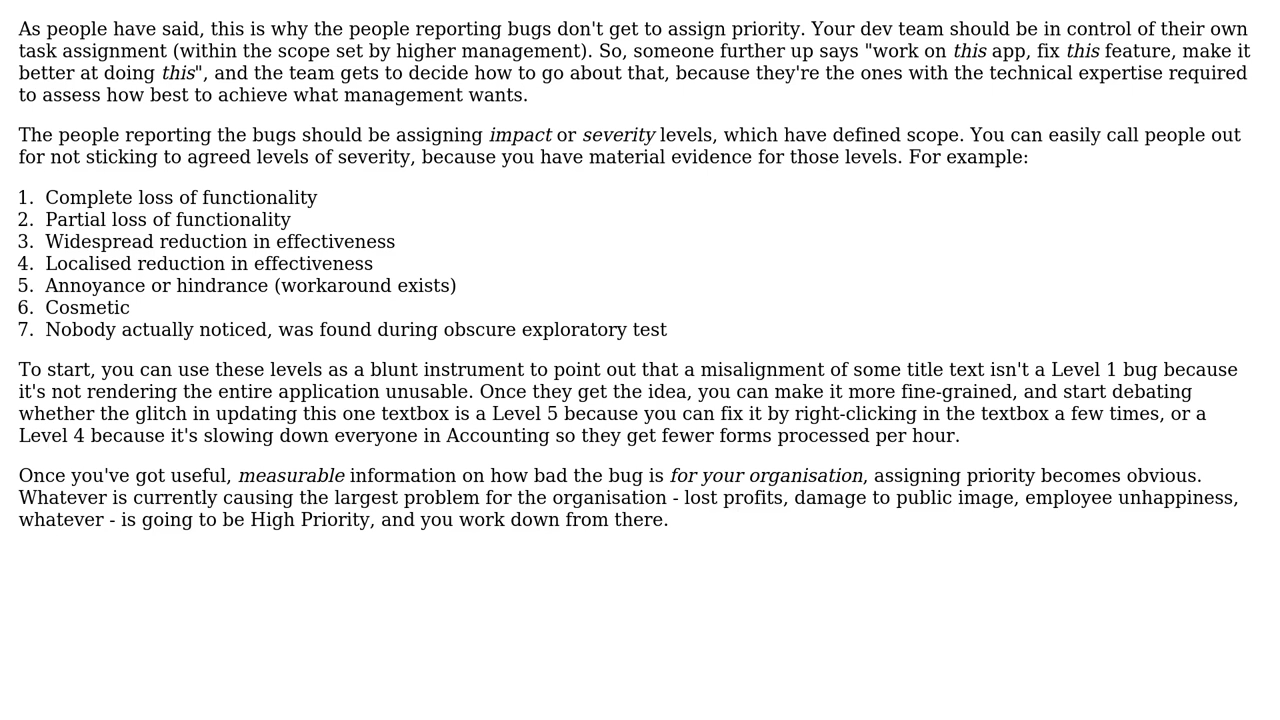 As people have said, this is why the people reporting bugs don't get to assign priority. Your dev team should be in control of their own
task assignment (within the scope set by higher management). So, someone further up says "work on this app, fix this feature, make it
better at doing this", and the team gets to decide how to go about that, because they're the ones with the technical expertise required
to assess how best to achieve what management wants.
The people reporting the bugs should be assigning impact or severity levels, which have defined scope. You can easily call people out
for not sticking to agreed levels of severity, because you have material evidence for those levels. For example:
1. Complete loss of functionality
2. Partial loss of functionality
3. Widespread reduction in effectiveness
4. Localised reduction in effectiveness
5. Annoyance or hindrance (workaround exists)
6. Cosmetic
7. Nobody actually noticed, was found during obscure exploratory test
To start, you can use these levels as a blunt instrument to point out that a misalignment of some title text isn't a Level 1 bug because
it's not rendering the entire application unusable. Once they get the idea, you can make it more fine-grained, and start debating
whether the glitch in updating this one textbox is a Level 5 because you can fix it by right-clicking in the textbox a few times, or a
Level 4 because it's slowing down everyone in Accounting so they get fewer forms processed per hour.
Once you've got useful, measurable information on how bad the bug is for your organisation, assigning priority becomes obvious.
Whatever is currently causing the largest problem for the organisation - lost profits, damage to public image, employee unhappiness,
whatever - is going to be High Priority, and you work down from there.